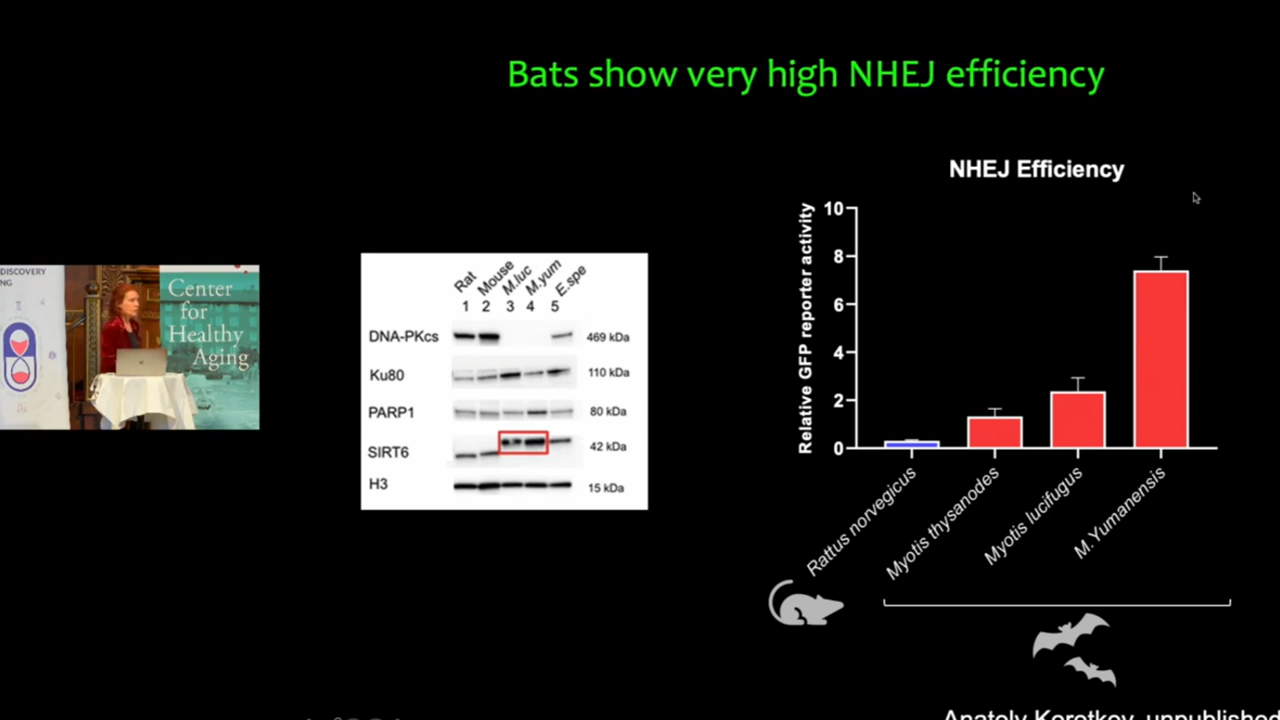 Bats show very high NHEJ efficiency
DISCOVERY
NG
Center
for
Healthy
Aging
Rat
Mouse
M.luc
M.yum
E.spe
1 2 3 4 5
DNA-PKcs 469 kDa
Ku80 110 kDa
PARP1 80 kDa
SIRT6 42 kDa
H3 15 kDa
NHEJ Efficiency
Relative GFP reporter activity
10
8
6
4
2
0
Rattus norvegicus
Myotis thysanodes
Myotis lucifugus
M.Yumanensis
Anatoly Korotkov, unpublished